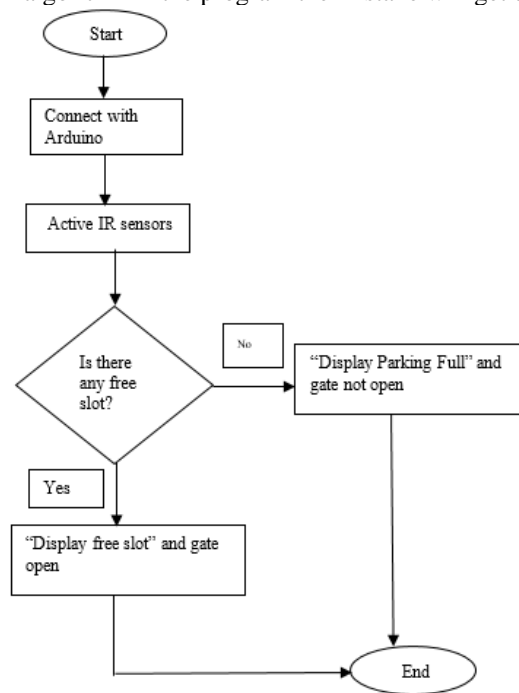 Start
Connect with
Arduino
Active IR sensors
Is there
any free
slot?
No
“Display Parking Full” and
gate not open
Yes
“Display free slot” and gate
open
End